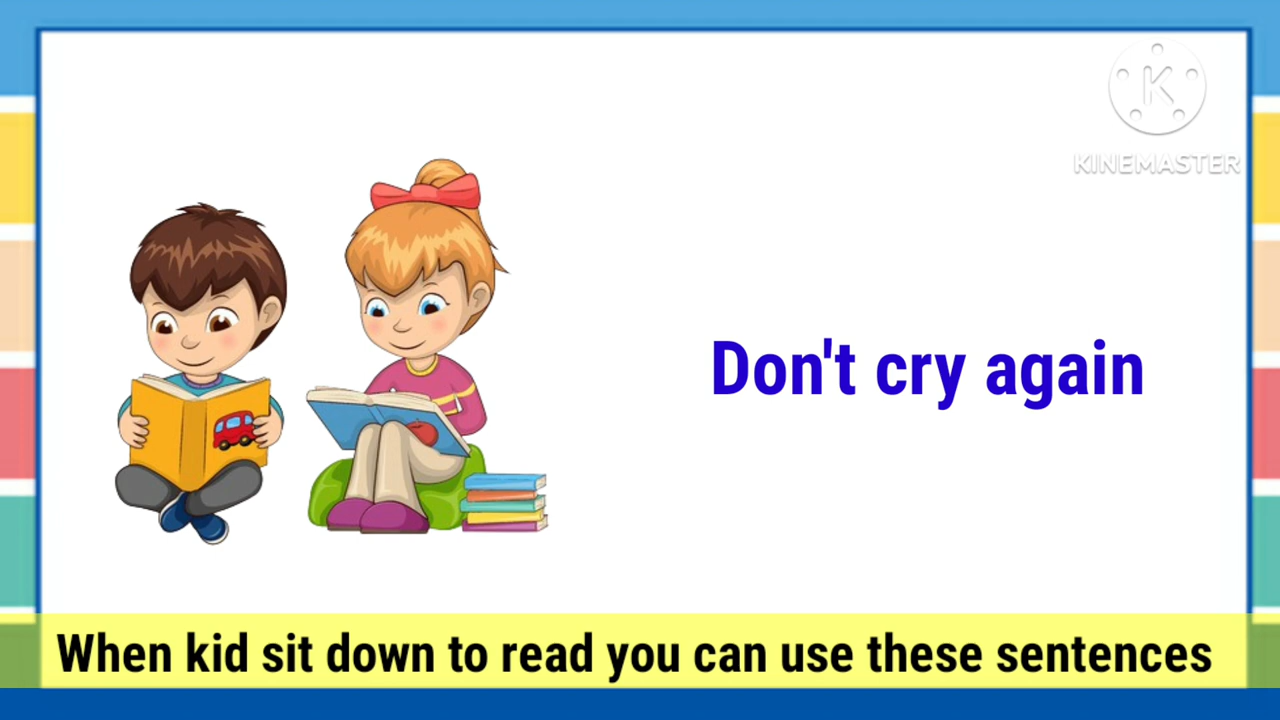 KINEMASTER
Don't cry again
When kid sit down to read you can use these sentences